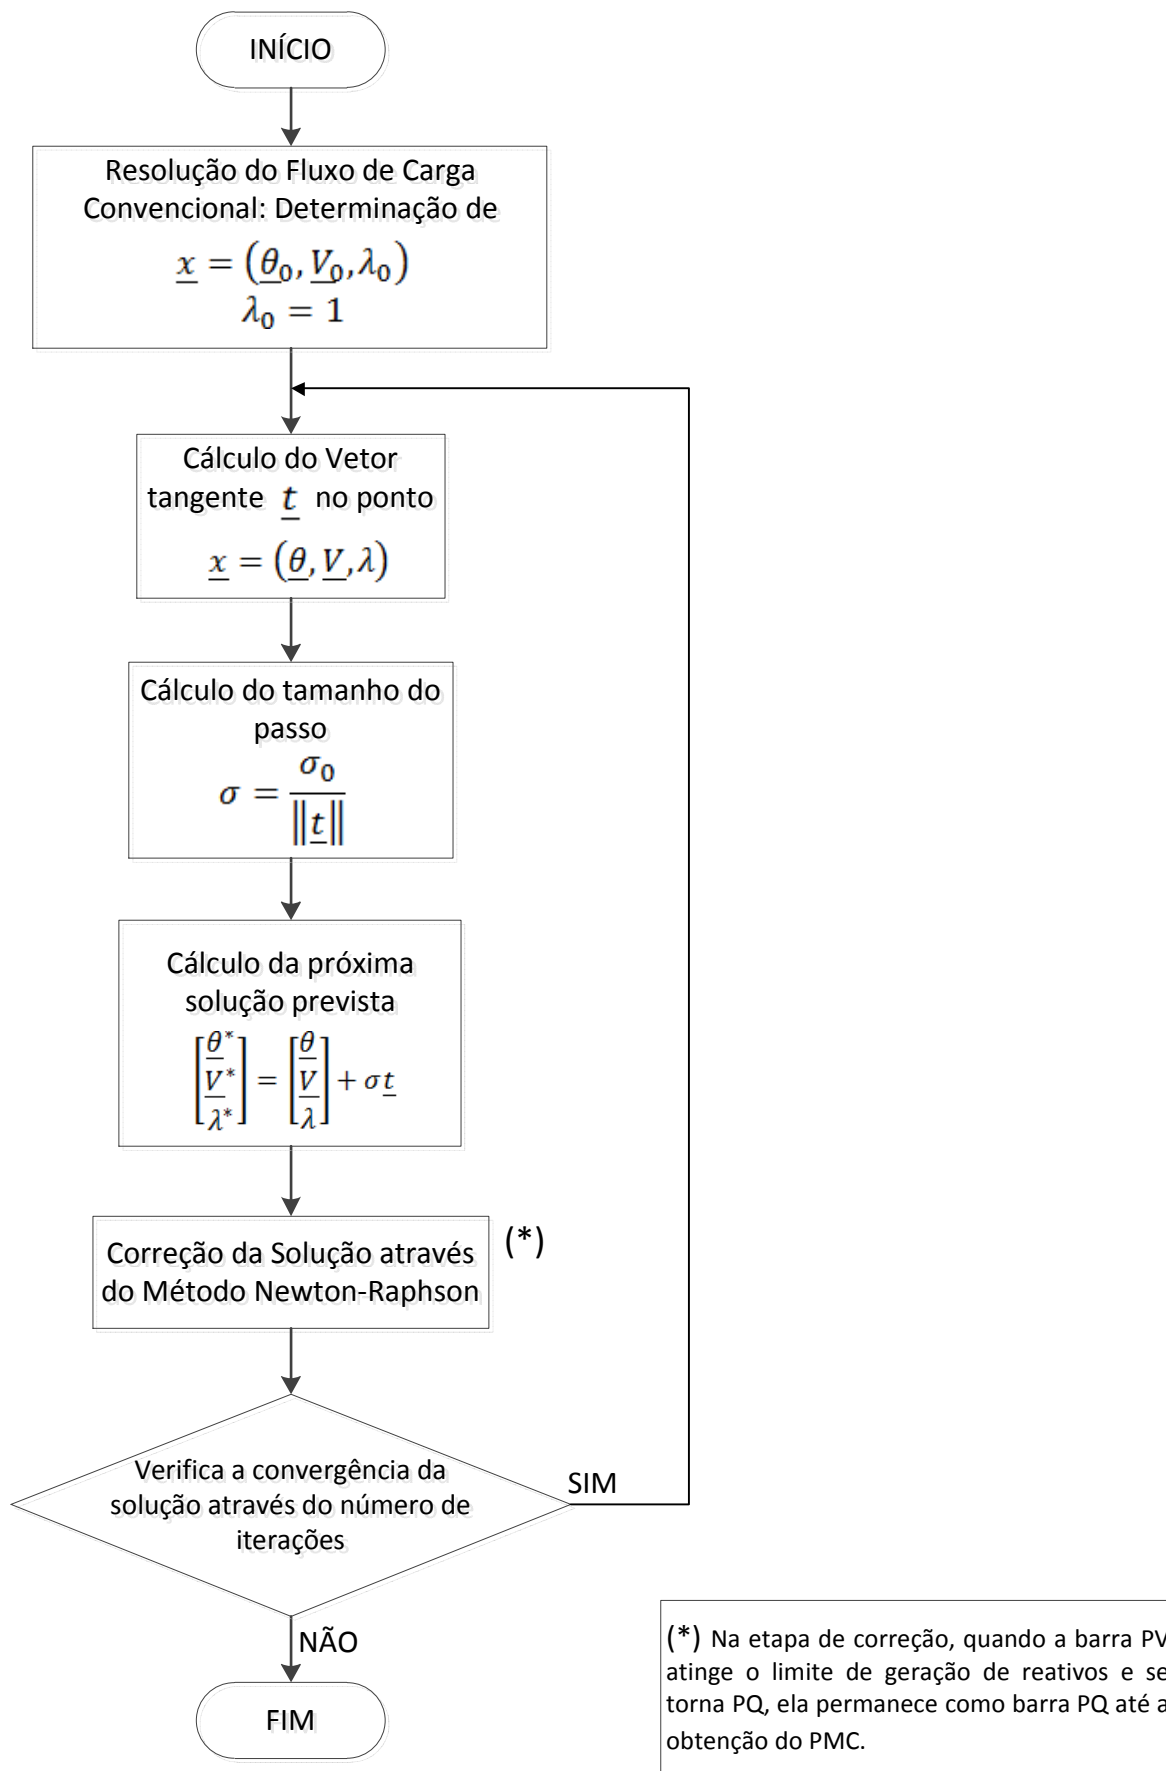 INÍCIO
Resolução do Fluxo de Carga
Convencional: Determinação de
x = (θ₀, V₀, λ₀)
λ₀ = 1
Cálculo do Vetor
tangente t no ponto
x = (θ, V, λ)
Cálculo do tamanho do
passo
σ = σ₀ / ‖t‖
Cálculo da próxima
solução prevista
[θ* V* λ*] = [θ V λ] + σt
Correção da Solução através
do Método Newton-Raphson
(*)
Verifica a convergência da
solução através do número de
iterações
SIM
NÃO
FIM
(*) Na etapa de correção, quando a barra PV
atinge o limite de geração de reativos e se
torna PQ, ela permanece como barra PQ até a
obtenção do PMC.